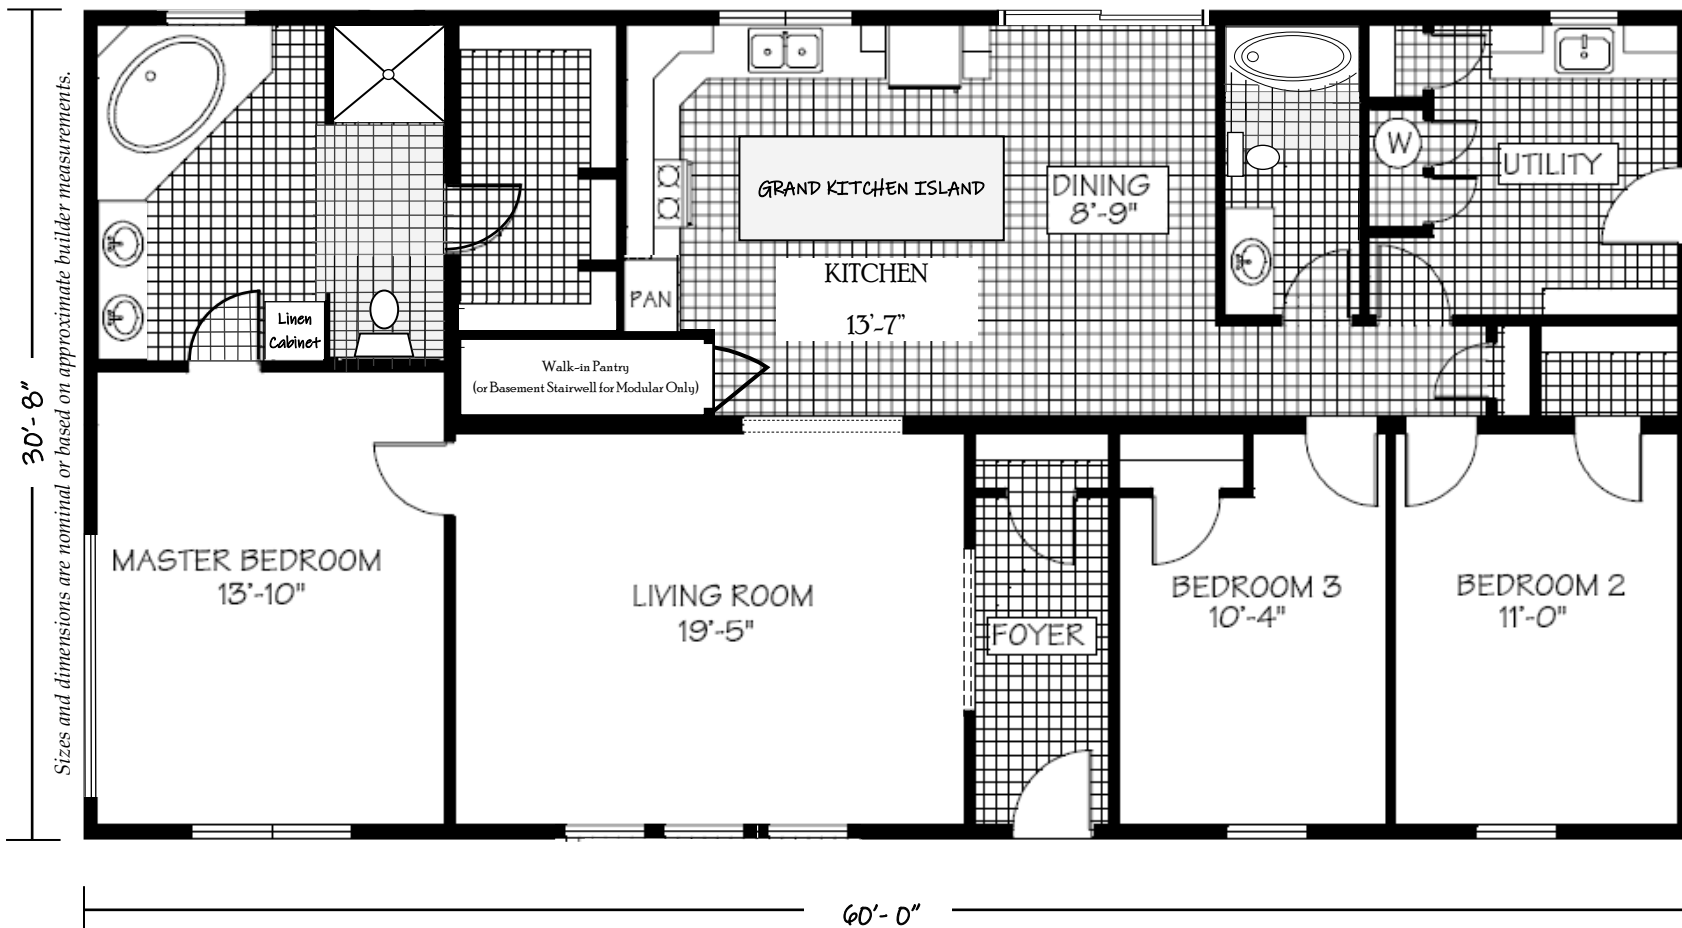 GRAND KITCHEN ISLAND
DINING
8'-9"
UTILITY
W
KITCHEN
13'-7"
PAN
Linen
Cabinet
Walk-in Pantry
(or Basement Stairwell for Modular Only)
30'- 8"
Sizes and dimensions are nominal or based on approximate builder measurements.
MASTER BEDROOM
13'-10"
LIVING ROOM
19'-5"
FOYER
BEDROOM 3
10'-4"
BEDROOM 2
11'-0"
60'- 0"